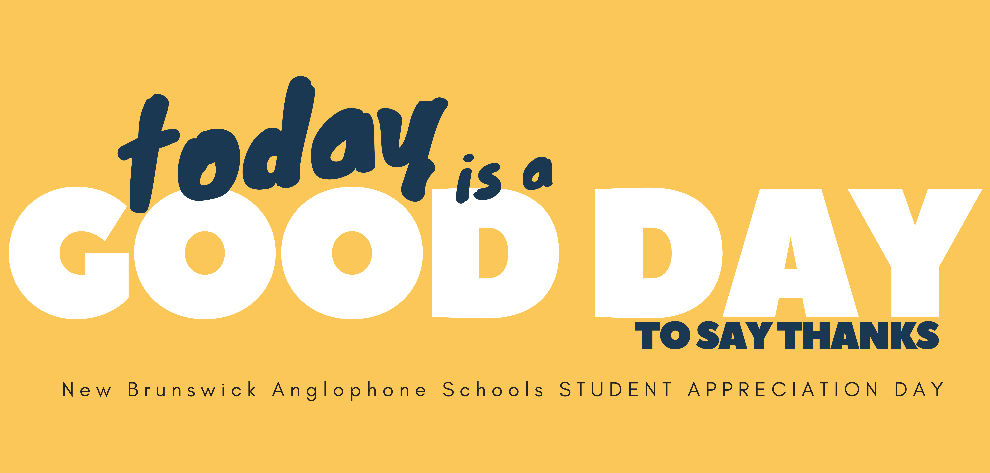 today is a
GOOD DAY
TO SAY THANKS
New Brunswick Anglophone Schools STUDENT APPRECIATION DAY